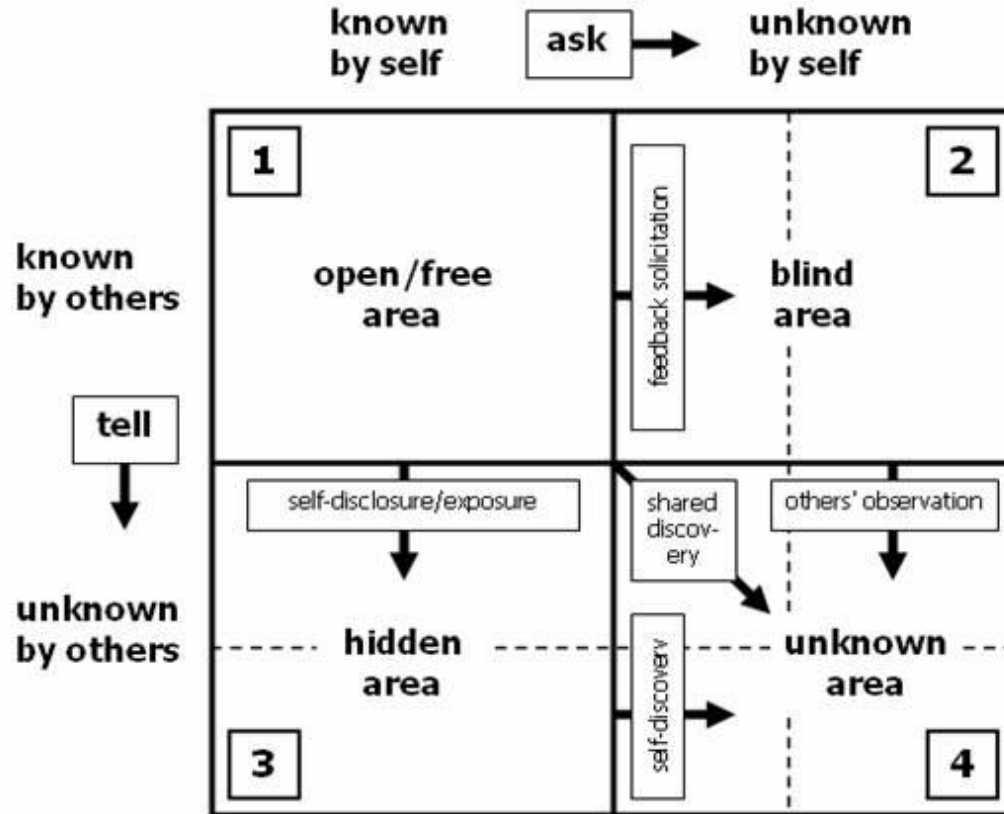 known
by self
ask
unknown
by self
1
2
known
by others
open/free
area
feedback solicitation
blind
area
tell
self-disclosure/exposure
shared
discov-
ery
others' observation
unknown
by others
hidden
area
self-discovery
unknown
area
3
4